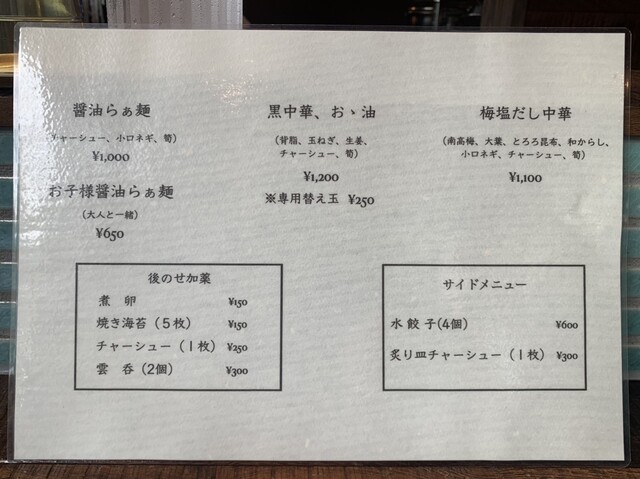 醤油らぁ麺
(チャーシュー、小口ネギ、筍)
¥1,000
お子様醤油らぁ麺
(大人と一緒)
¥650
黒中華、おゝ油
(背脂、玉ねぎ、生姜、
チャーシュー、筍)
¥1,200
※専用替え玉 ¥250
梅塩だし中華
(南高梅、大葉、とろろ昆布、和からし、
小口ネギ、チャーシュー、筍)
¥1,100
後のせ加薬
煮 卵 ¥150
焼き海苔(5枚) ¥150
チャーシュー(1枚) ¥250
雲 呑(2個) ¥300
サイドメニュー
水 餃 子(4個) ¥600
炙り皿チャーシュー(1枚) ¥300